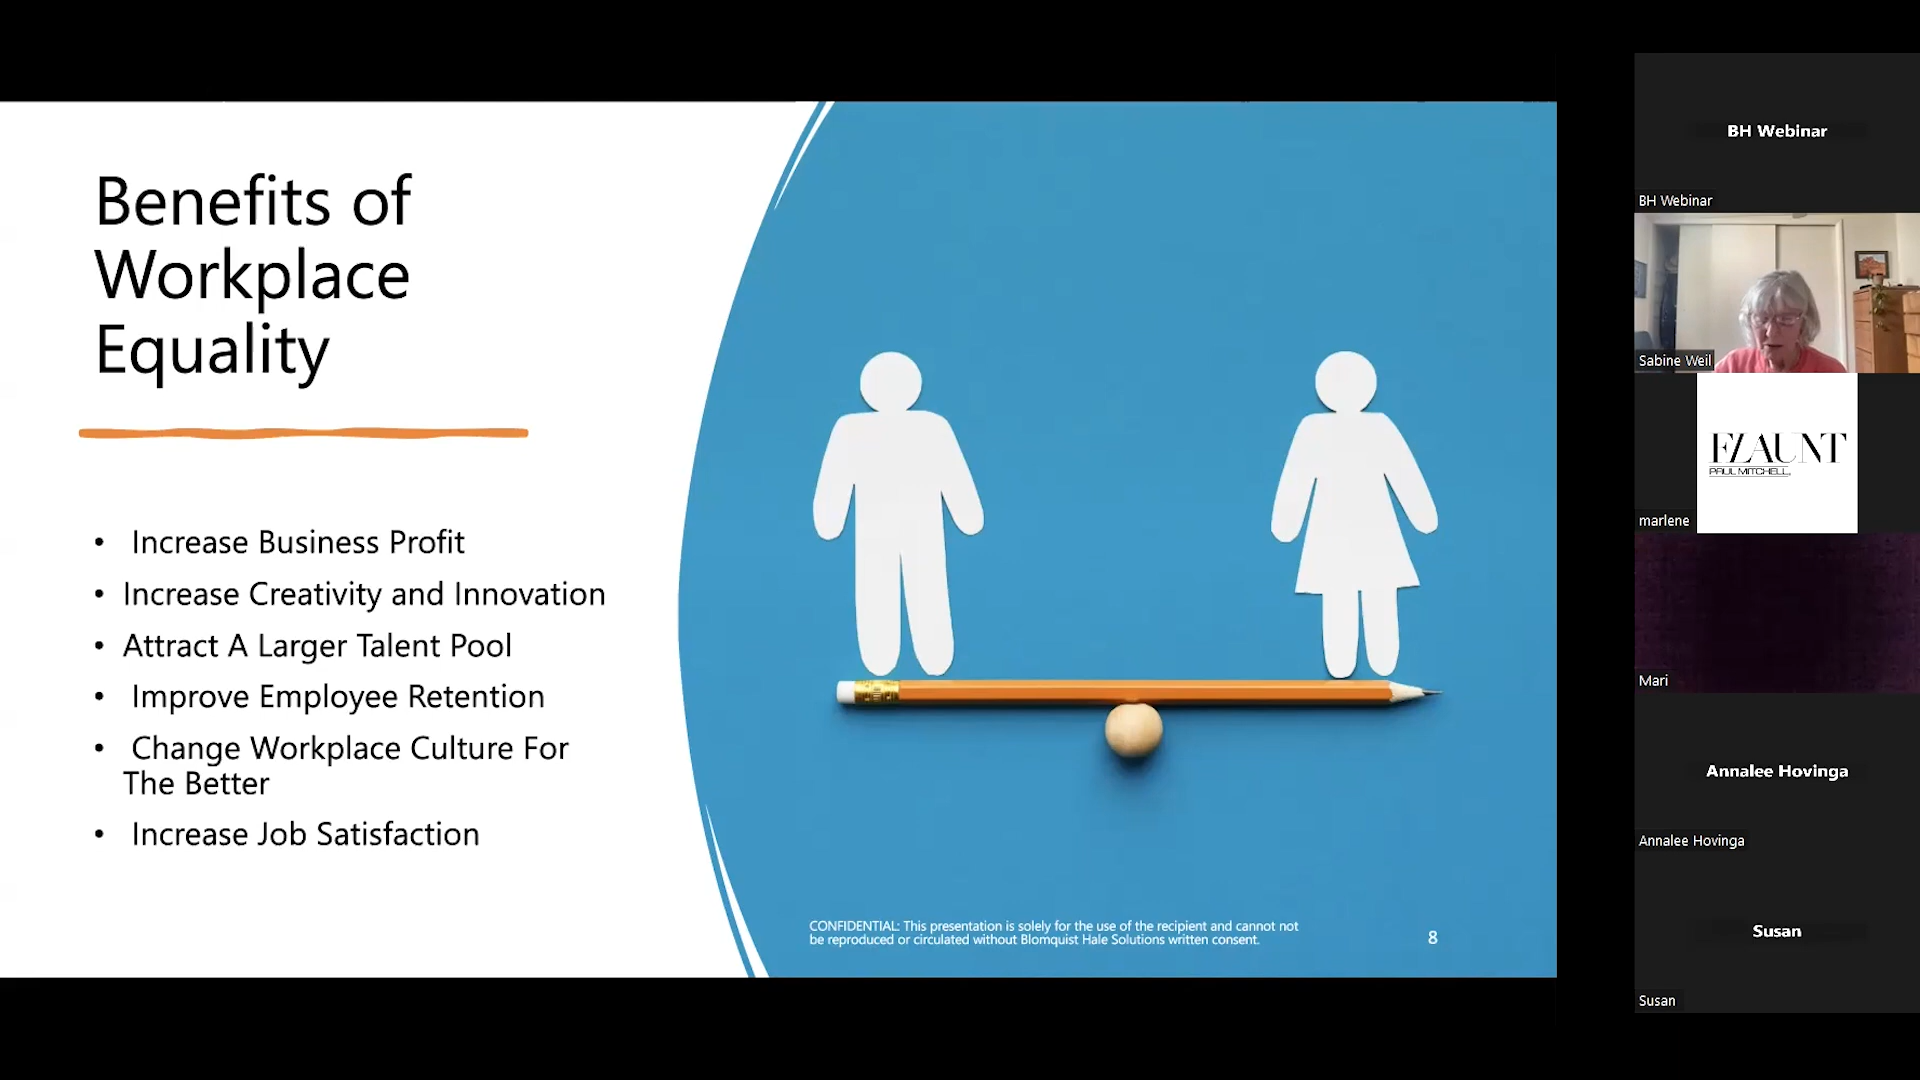 Benefits of
Workplace
Equality
• Increase Business Profit
• Increase Creativity and Innovation
• Attract A Larger Talent Pool
• Improve Employee Retention
• Change Workplace Culture For
The Better
• Increase Job Satisfaction
CONFIDENTIAL: This presentation is solely for the use of the recipient and cannot not
be reproduced or circulated without Blomquist Hale Solutions written consent.
8
BH Webinar
BH Webinar
Sabine Weil
FLAUNT
PAUL MITCHELL
marlene
Mari
Annalee Hovinga
Annalee Hovinga
Susan
Susan